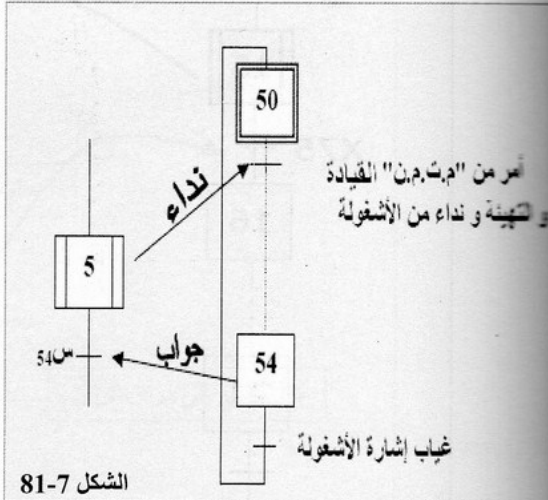 50
أمر من "م.ت.م.ن" القيادة
و التهيئة و نداء من الأشغولة
نداء
5
س54
جواب
54
غياب إشارة الأشغولة
الشكل 7-81